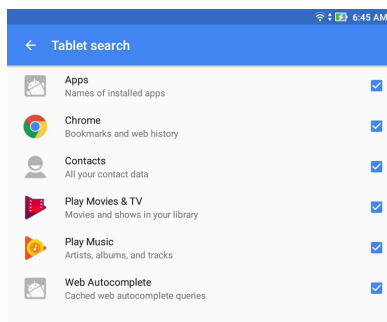 6:45 AM
Tablet search
Apps
Names of installed apps
Chrome
Bookmarks and web history
Contacts
All your contact data
Play Movies & TV
Movies and shows in your library
Play Music
Artists, albums, and tracks
Web Autocomplete
Cached web autocomplete queries